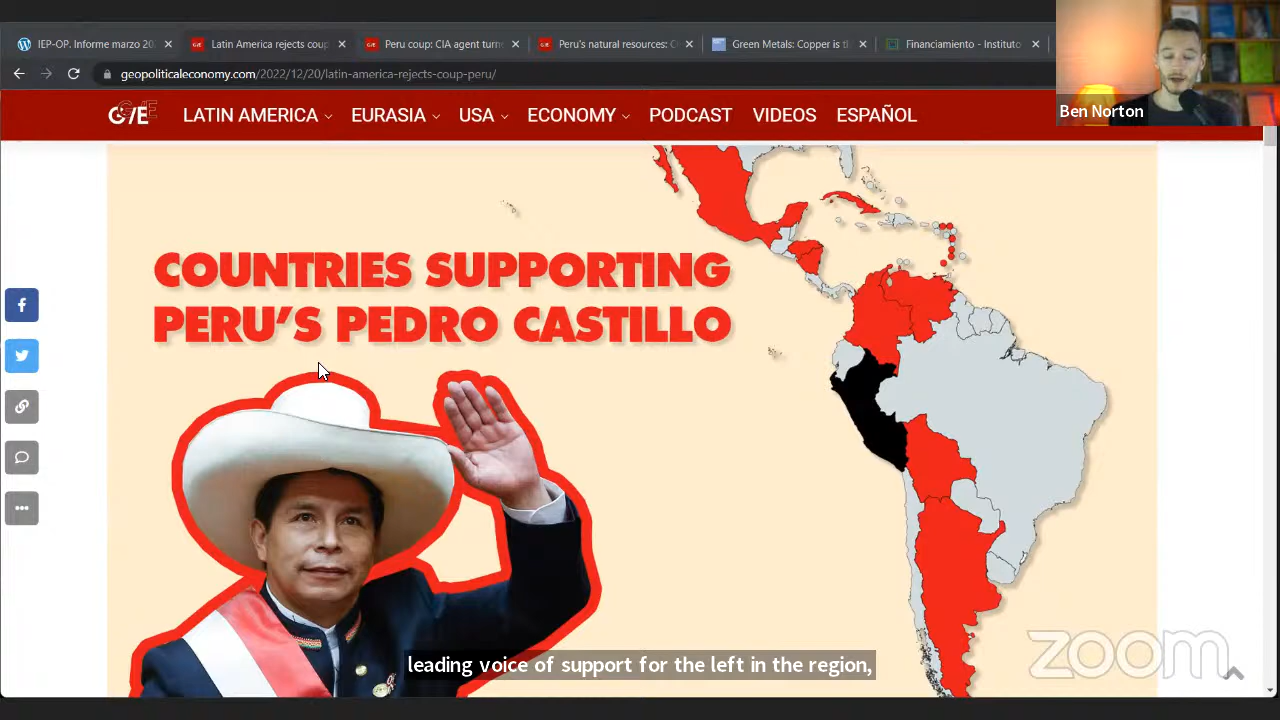 IEP-OP. Informe marzo 20
Latin America rejects coup
Peru coup: CIA agent turn
Peru's natural resources: C
Green Metals: Copper is t
Financiamiento - Instituto
geopoliticaleconomy.com/2022/12/20/latin-america-rejects-coup-peru/
Ben Norton
LATIN AMERICA
EURASIA
USA
ECONOMY
PODCAST
VIDEOS
ESPAÑOL
COUNTRIES SUPPORTING
PERU'S PEDRO CASTILLO
leading voice of support for the left in the region,
zoom